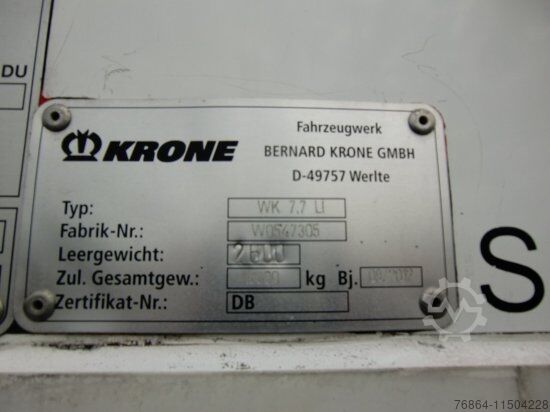 DU
KRONE
Fahrzeugwerk
BERNARD KRONE GMBH
D-49757 Werlte
Typ: WK 7.7 LI
Fabrik-Nr.: W0547305
Leergewicht:
Zul. Gesamtgew.: kg Bj.
Zertifikat-Nr.: DB
S
76864-11504228